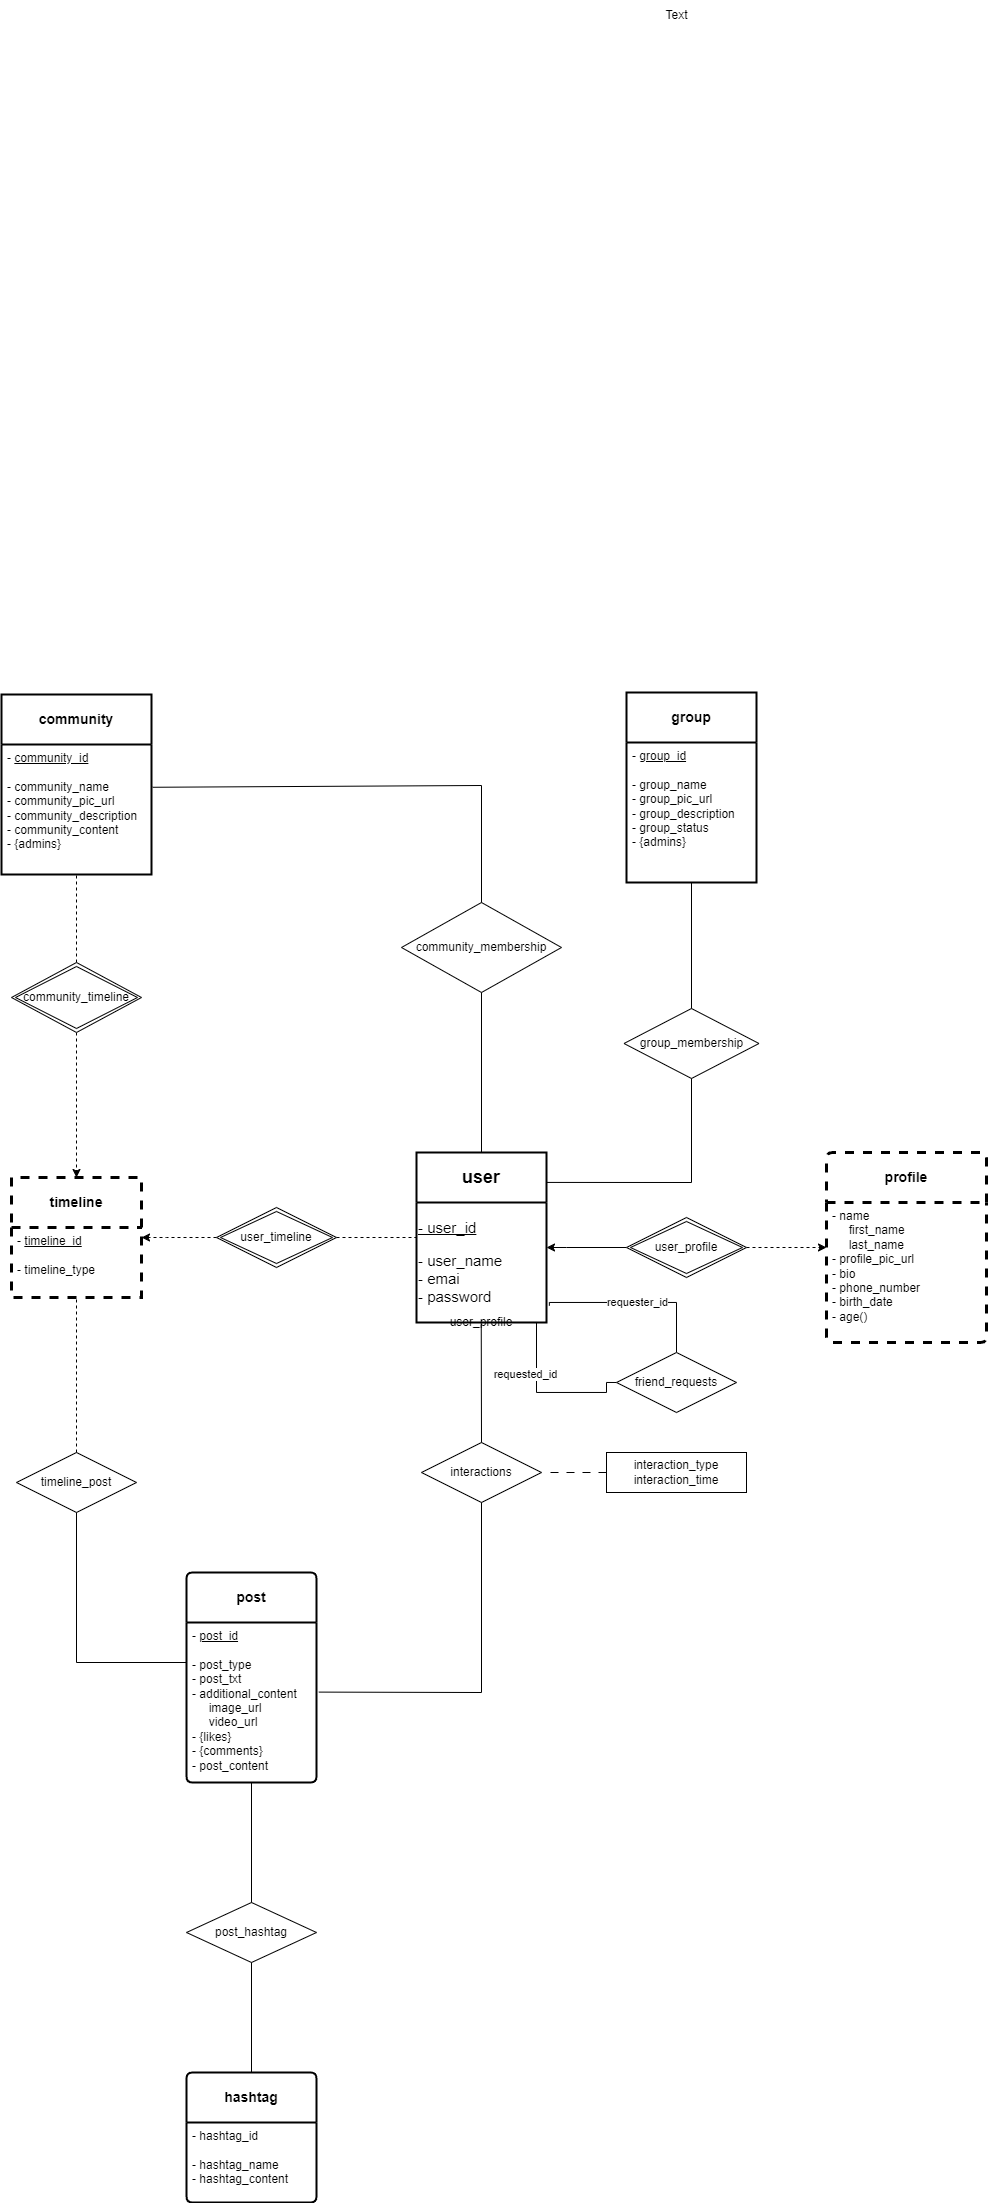 Text
community
- community_id
- community_name
- community_pic_url
- community_description
- community_content
- {admins}
group
- group_id
- group_name
- group_pic_url
- group_description
- group_status
- {admins}
community_membership
community_timeline
group_membership
timeline
- timeline_id
- timeline_type
user_timeline
user
- user_id
- user_name
- emai
- password
user_profile
user_profile
profile
- name
first_name
last_name
- profile_pic_url
- bio
- phone_number
- birth_date
- age()
requester_id
requested_id
friend_requests
interactions
interaction_type
interaction_time
timeline_post
post
- post_id
- post_type
- post_txt
- additional_content
image_url
video_url
- {likes}
- {comments}
- post_content
post_hashtag
hashtag
- hashtag_id
- hashtag_name
- hashtag_content